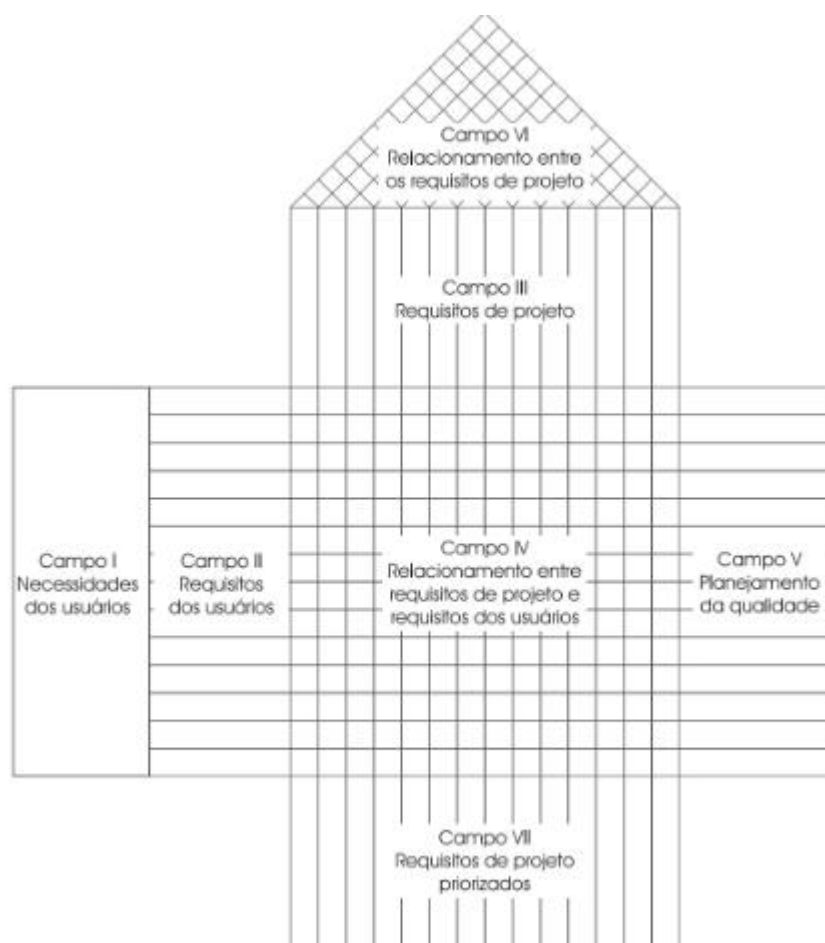 Campo VI
Relacionamento entre
os requisitos de projeto
Campo III
Requisitos de projeto
Campo I
Necessidades
dos usuários
Campo II
Requisitos
dos usuários
Campo IV
Relacionamento entre
requisitos de projeto e
requisitos dos usuários
Campo V
Planejamento
da qualidade
Campo VII
Requisitos de projeto
priorizados